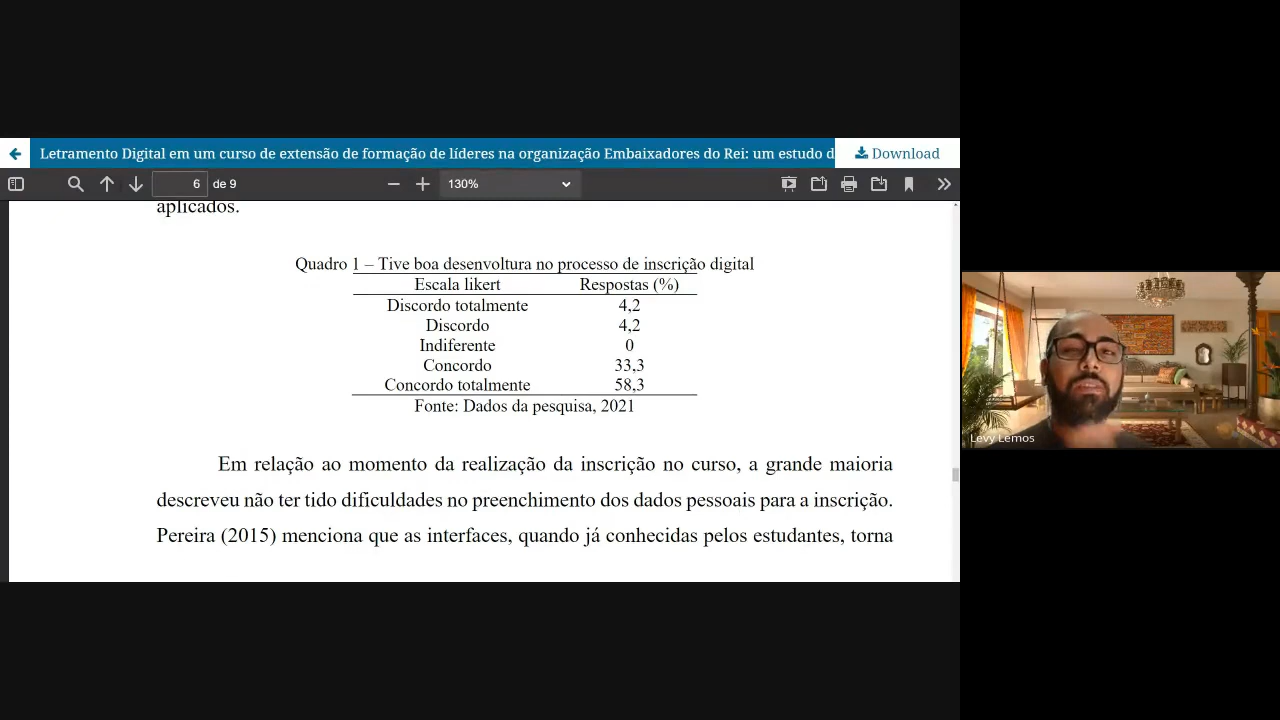 Letramento Digital em um curso de extensão de formação de líderes na organização Embaixadores do Rei: um estudo d
Download
6 de 9
130%
aplicados.
Quadro 1 – Tive boa desenvoltura no processo de inscrição digital
Escala likert Respostas (%)
Discordo totalmente 4,2
Discordo 4,2
Indiferente 0
Concordo 33,3
Concordo totalmente 58,3
Fonte: Dados da pesquisa, 2021
Em relação ao momento da realização da inscrição no curso, a grande maioria
descreveu não ter tido dificuldades no preenchimento dos dados pessoais para a inscrição.
Pereira (2015) menciona que as interfaces, quando já conhecidas pelos estudantes, torna
Levy Lemos